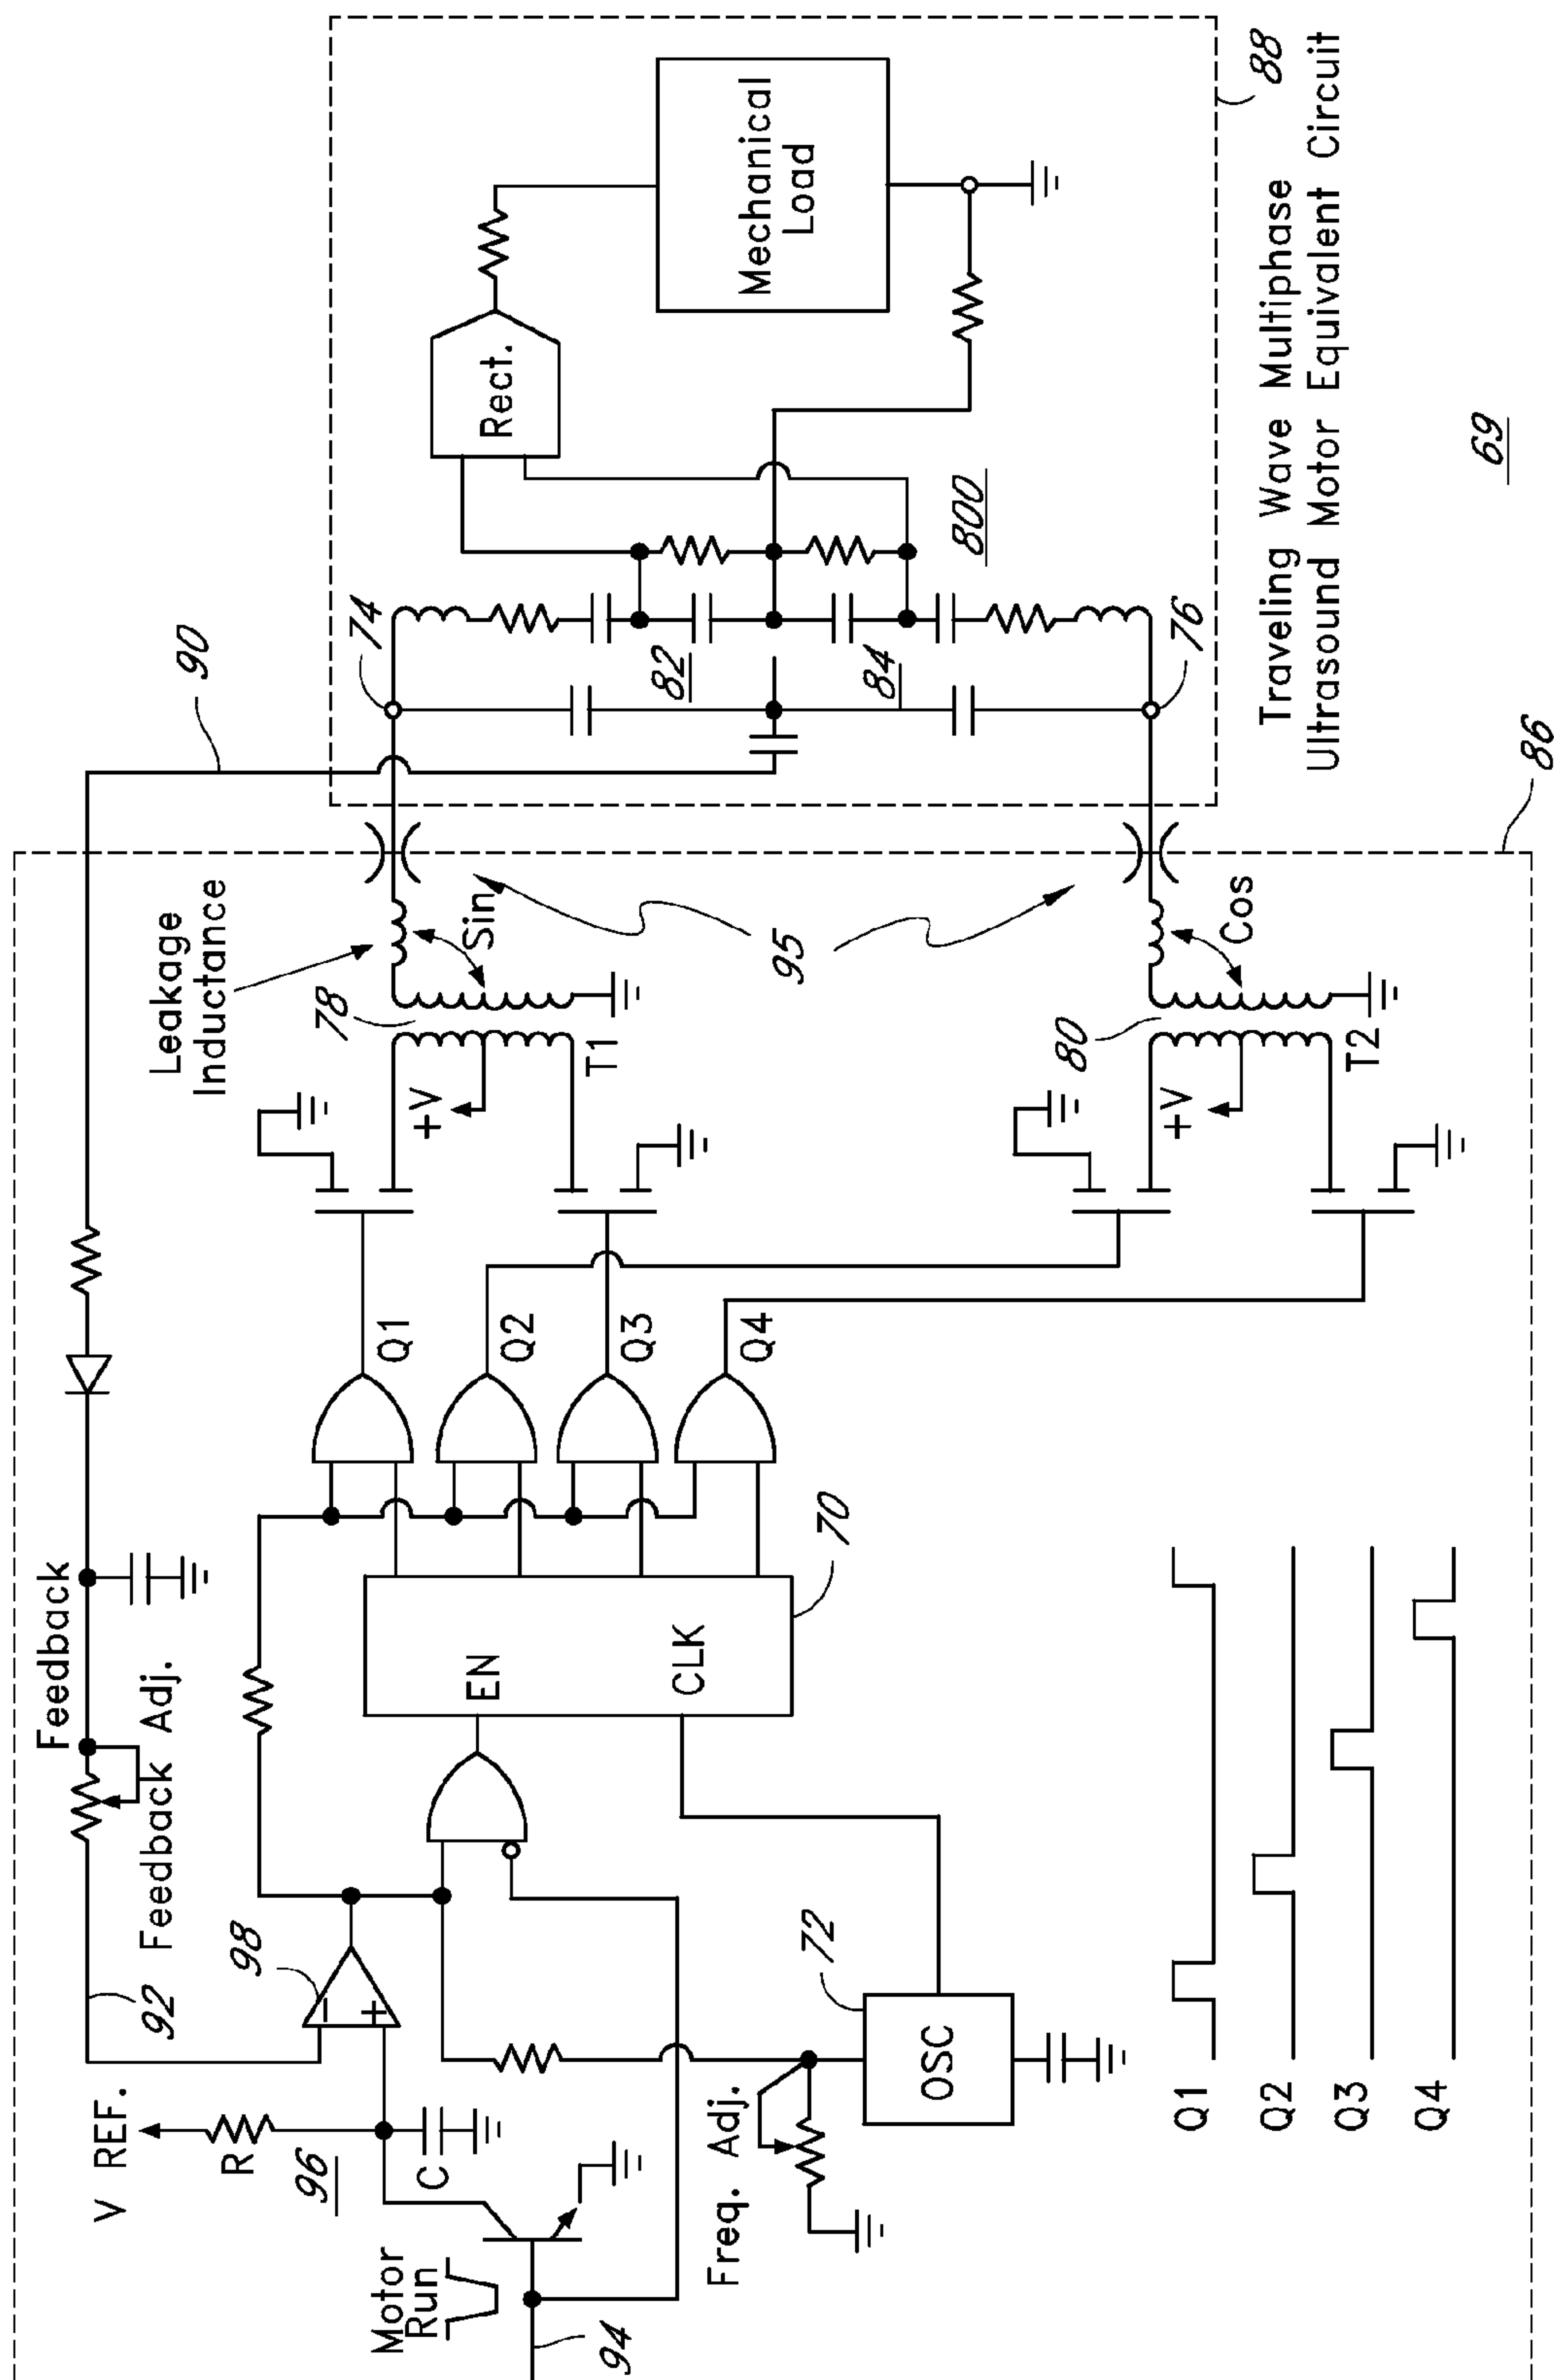 90
Feedback
Feedback Adj.
92
V REF.
R
96
C
98
Motor
Run
94
Freq. Adj.
72
OSC
EN
CLK
70
Q1
Q2
Q3
Q4
Leakage
Inductance
78
+V
T1
Sin
95
80
+V
T2
Cos
74
76
82
84
800
Rect.
Mechanical
Load
88
Traveling Wave Multiphase
Ultrasound Motor Equivalent Circuit
86
69
Q1
Q2
Q3
Q4
−
+